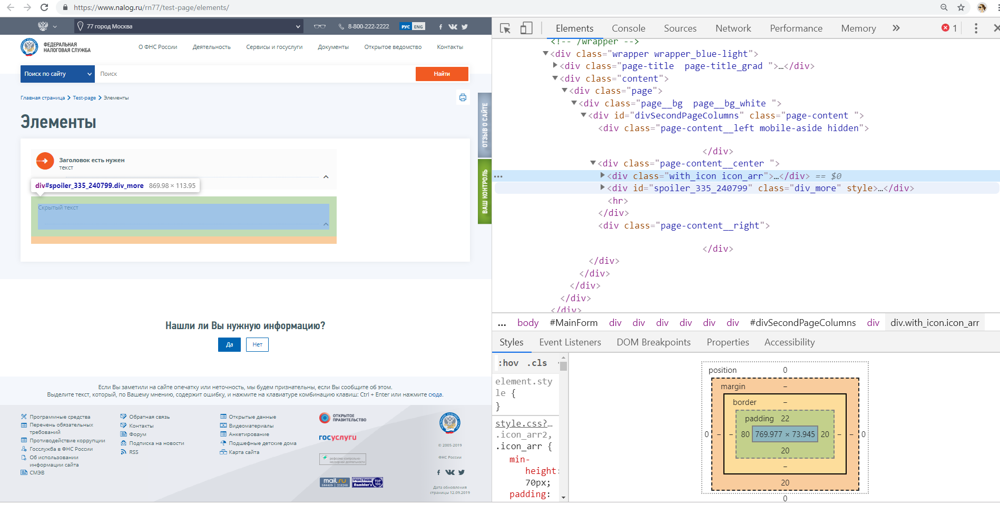 https://www.nalog.ru/rn77/test-page/elements/
77 город Москва
8-800-222-2222
РУС ENG
ФЕДЕРАЛЬНАЯ
НАЛОГОВАЯ СЛУЖБА
О ФНС России Деятельность Сервисы и госуслуги Документы Открытое ведомство Контакты
Поиск по сайту Поиск Найти
Главная страница Test-page Элементы
Элементы
ОТЗЫВ О САЙТЕ
ВАШ КОНТРОЛЬ
Заголовок есть нужен
текст
div#spoiler_335_240799.div_more 869.98 × 113.95
Скрытый текст
Нашли ли Вы нужную информацию?
Да Нет
Если Вы заметили на сайте опечатку или неточность, мы будем признательны, если Вы сообщите об этом.
Выделите текст, который, по Вашему мнению, содержит ошибку, и нажмите на клавиатуре комбинацию клавиш: Ctrl + Enter или нажмите сюда.
Программные средства
Перечень обязательных
требований
Противодействие коррупции
Госслужба в ФНС России
Об использовании
информации сайта
СМЭВ
Обратная связь
Контакты
Форум
Подписка на новости
RSS
Открытые данные
Видеоматериалы
Анкетирование
Подшефные детские дома
Карта сайта
ОТКРЫТОЕ
ПРАВИТЕЛЬСТВО
госуслуги
реформа контрольно-
надзорной деятельности
mail.ru
УЧАСТНИК
Rambler's
TOP
100
© 2005-2019
ФНС России
Дата обновления
страницы 12.09.2019
Elements Console Sources Network Performance Memory » 1
<!-- /wrapper -->
<div class="wrapper wrapper_blue-light">
<div class="page-title  page-title_grad ">…</div>
<div class="content">
<div class="page">
<div class="page__bg  page__bg_white ">
<div id="divSecondPageColumns" class="page-content ">
<div class="page-content__left mobile-aside hidden">
</div>
<div class="page-content__center ">
<div class="with_icon icon_arr">…</div> == $0
<div id="spoiler_335_240799" class="div_more" style>…</div>
<hr>
</div>
<div class="page-content__right">
</div>
</div>
</div>
</div>
</div>
</div>
... body #MainForm div div div div div div #divSecondPageColumns div div.with_icon.icon_arr
Styles Event Listeners DOM Breakpoints Properties Accessibility
:hov .cls
element.sty
le {
}
style.css?…
.icon_arr2,
.icon_arr {
min-
height:
70px;
padding:
position 0
margin –
border –
padding 22
0 – – 80 769.977 × 73.945 20 – – 0
20
–
20
0